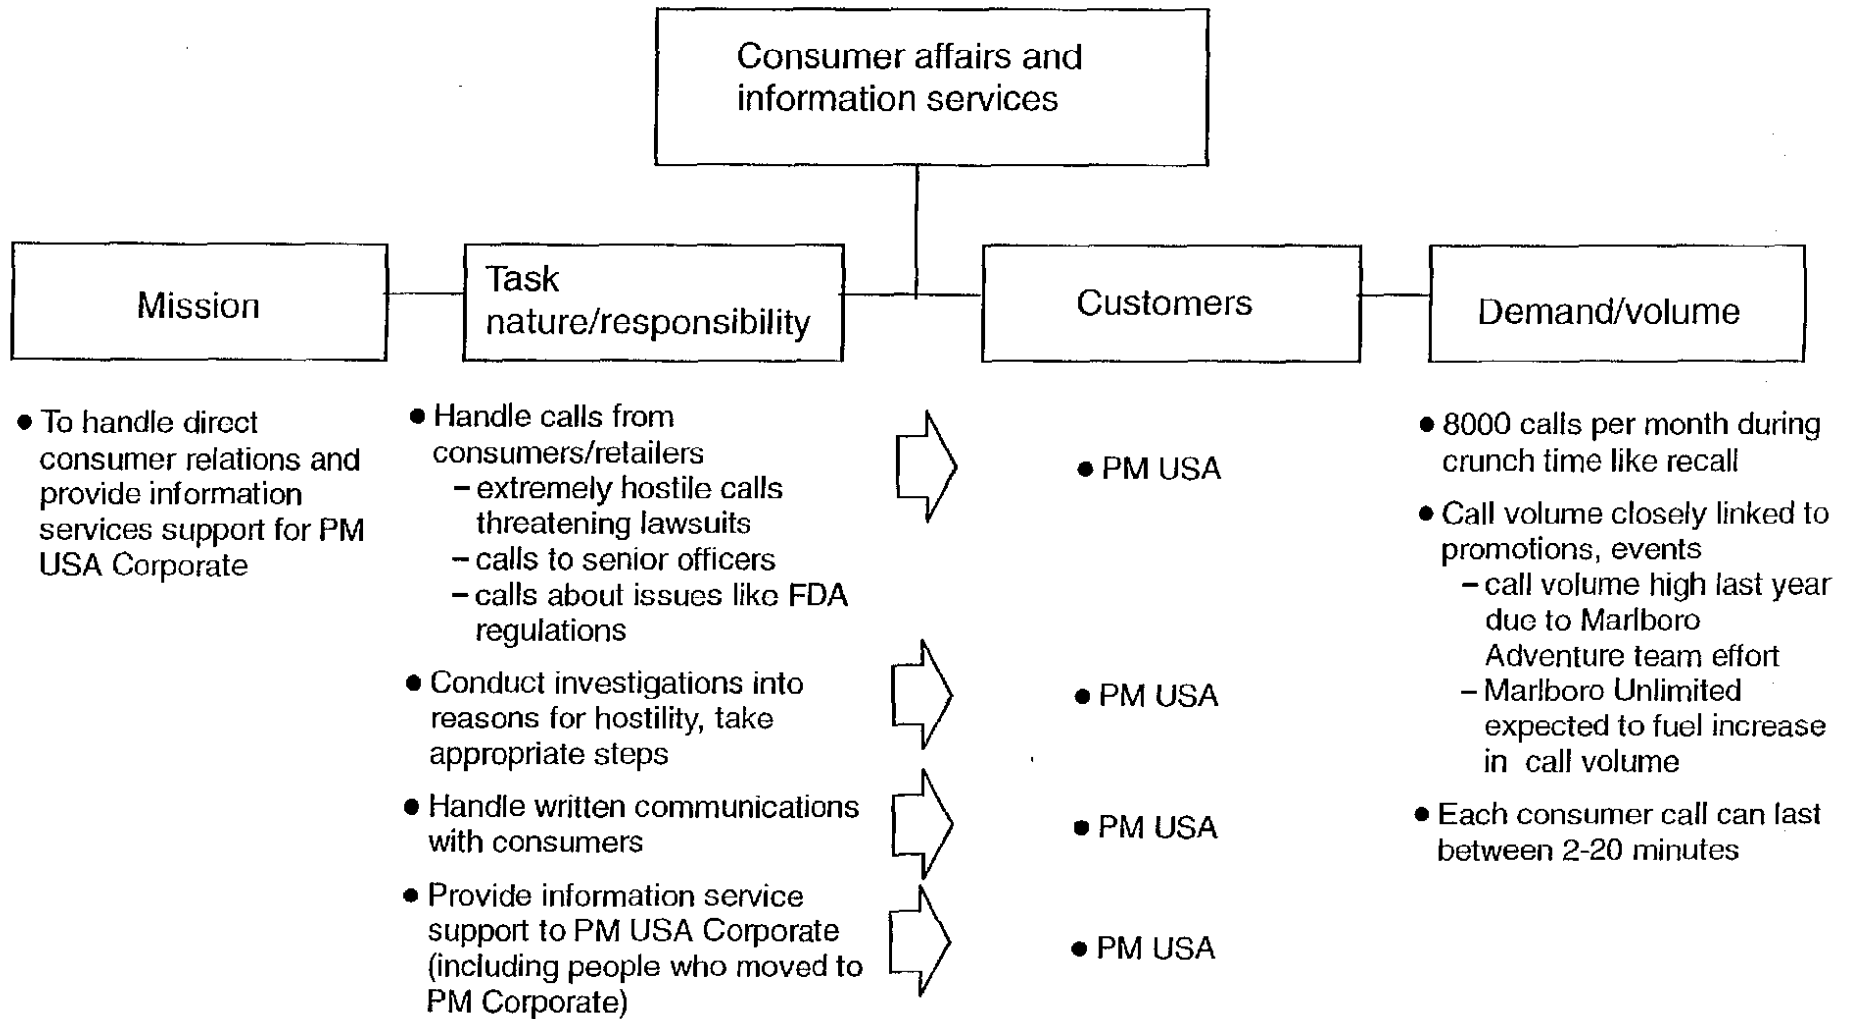 Consumer affairs and
information services
Mission
Task
nature/responsibility
Customers
Demand/volume
● To handle direct
consumer relations and
provide information
services support for PM
USA Corporate
● Handle calls from
consumers/retailers
– extremely hostile calls
threatening lawsuits
– calls to senior officers
– calls about issues like FDA
regulations
● PM USA
● Conduct investigations into
reasons for hostility, take
appropriate steps
● PM USA
● Handle written communications
with consumers
● PM USA
● Provide information service
support to PM USA Corporate
(including people who moved to
PM Corporate)
● PM USA
● 8000 calls per month during
crunch time like recall
● Call volume closely linked to
promotions, events
– call volume high last year
due to Marlboro
Adventure team effort
– Marlboro Unlimited
expected to fuel increase
in call volume
● Each consumer call can last
between 2-20 minutes